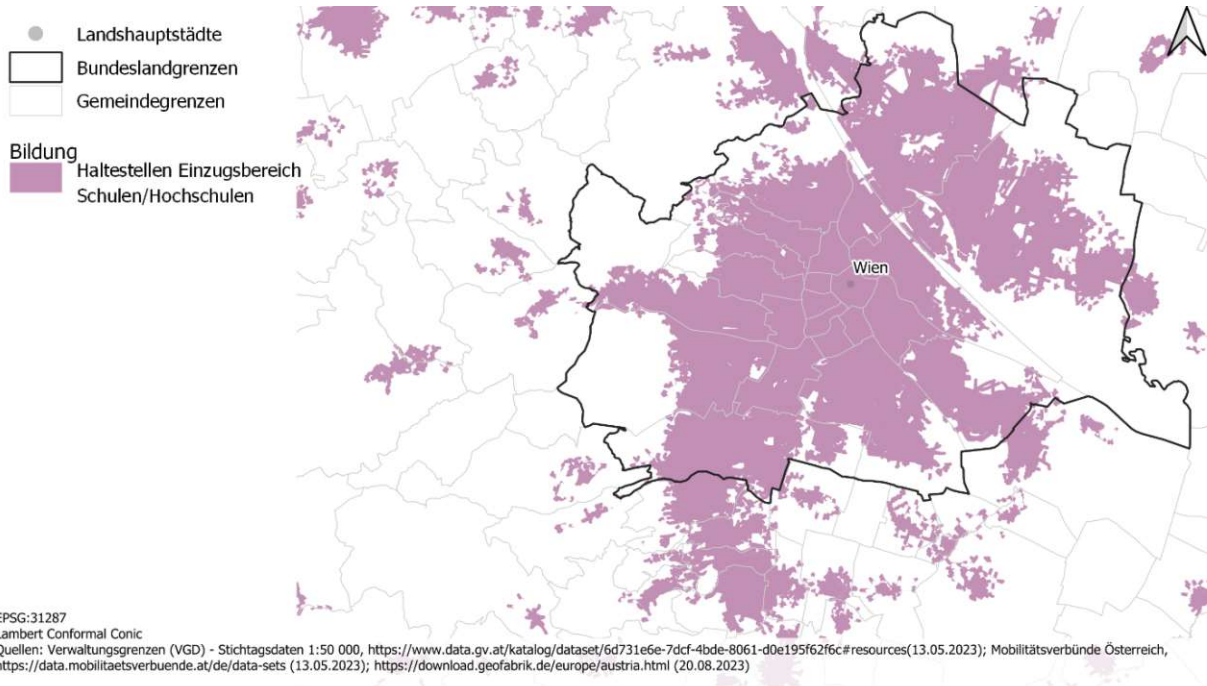 Landshauptstädte
Bundeslandgrenzen
Gemeindegrenzen
Bildung
Haltestellen Einzugsbereich
Schulen/Hochschulen
Wien
EPSG:31287
Lambert Conformal Conic
Quellen: Verwaltungsgrenzen (VGD) - Stichtagsdaten 1:50 000, https://www.data.gv.at/katalog/dataset/6d731e6e-7dcf-4bde-8061-d0e195f62f6c#resources(13.05.2023); Mobilitätsverbünde Österreich,
https://data.mobilitaetsverbuende.at/de/data-sets (13.05.2023); https://download.geofabrik.de/europe/austria.html (20.08.2023)